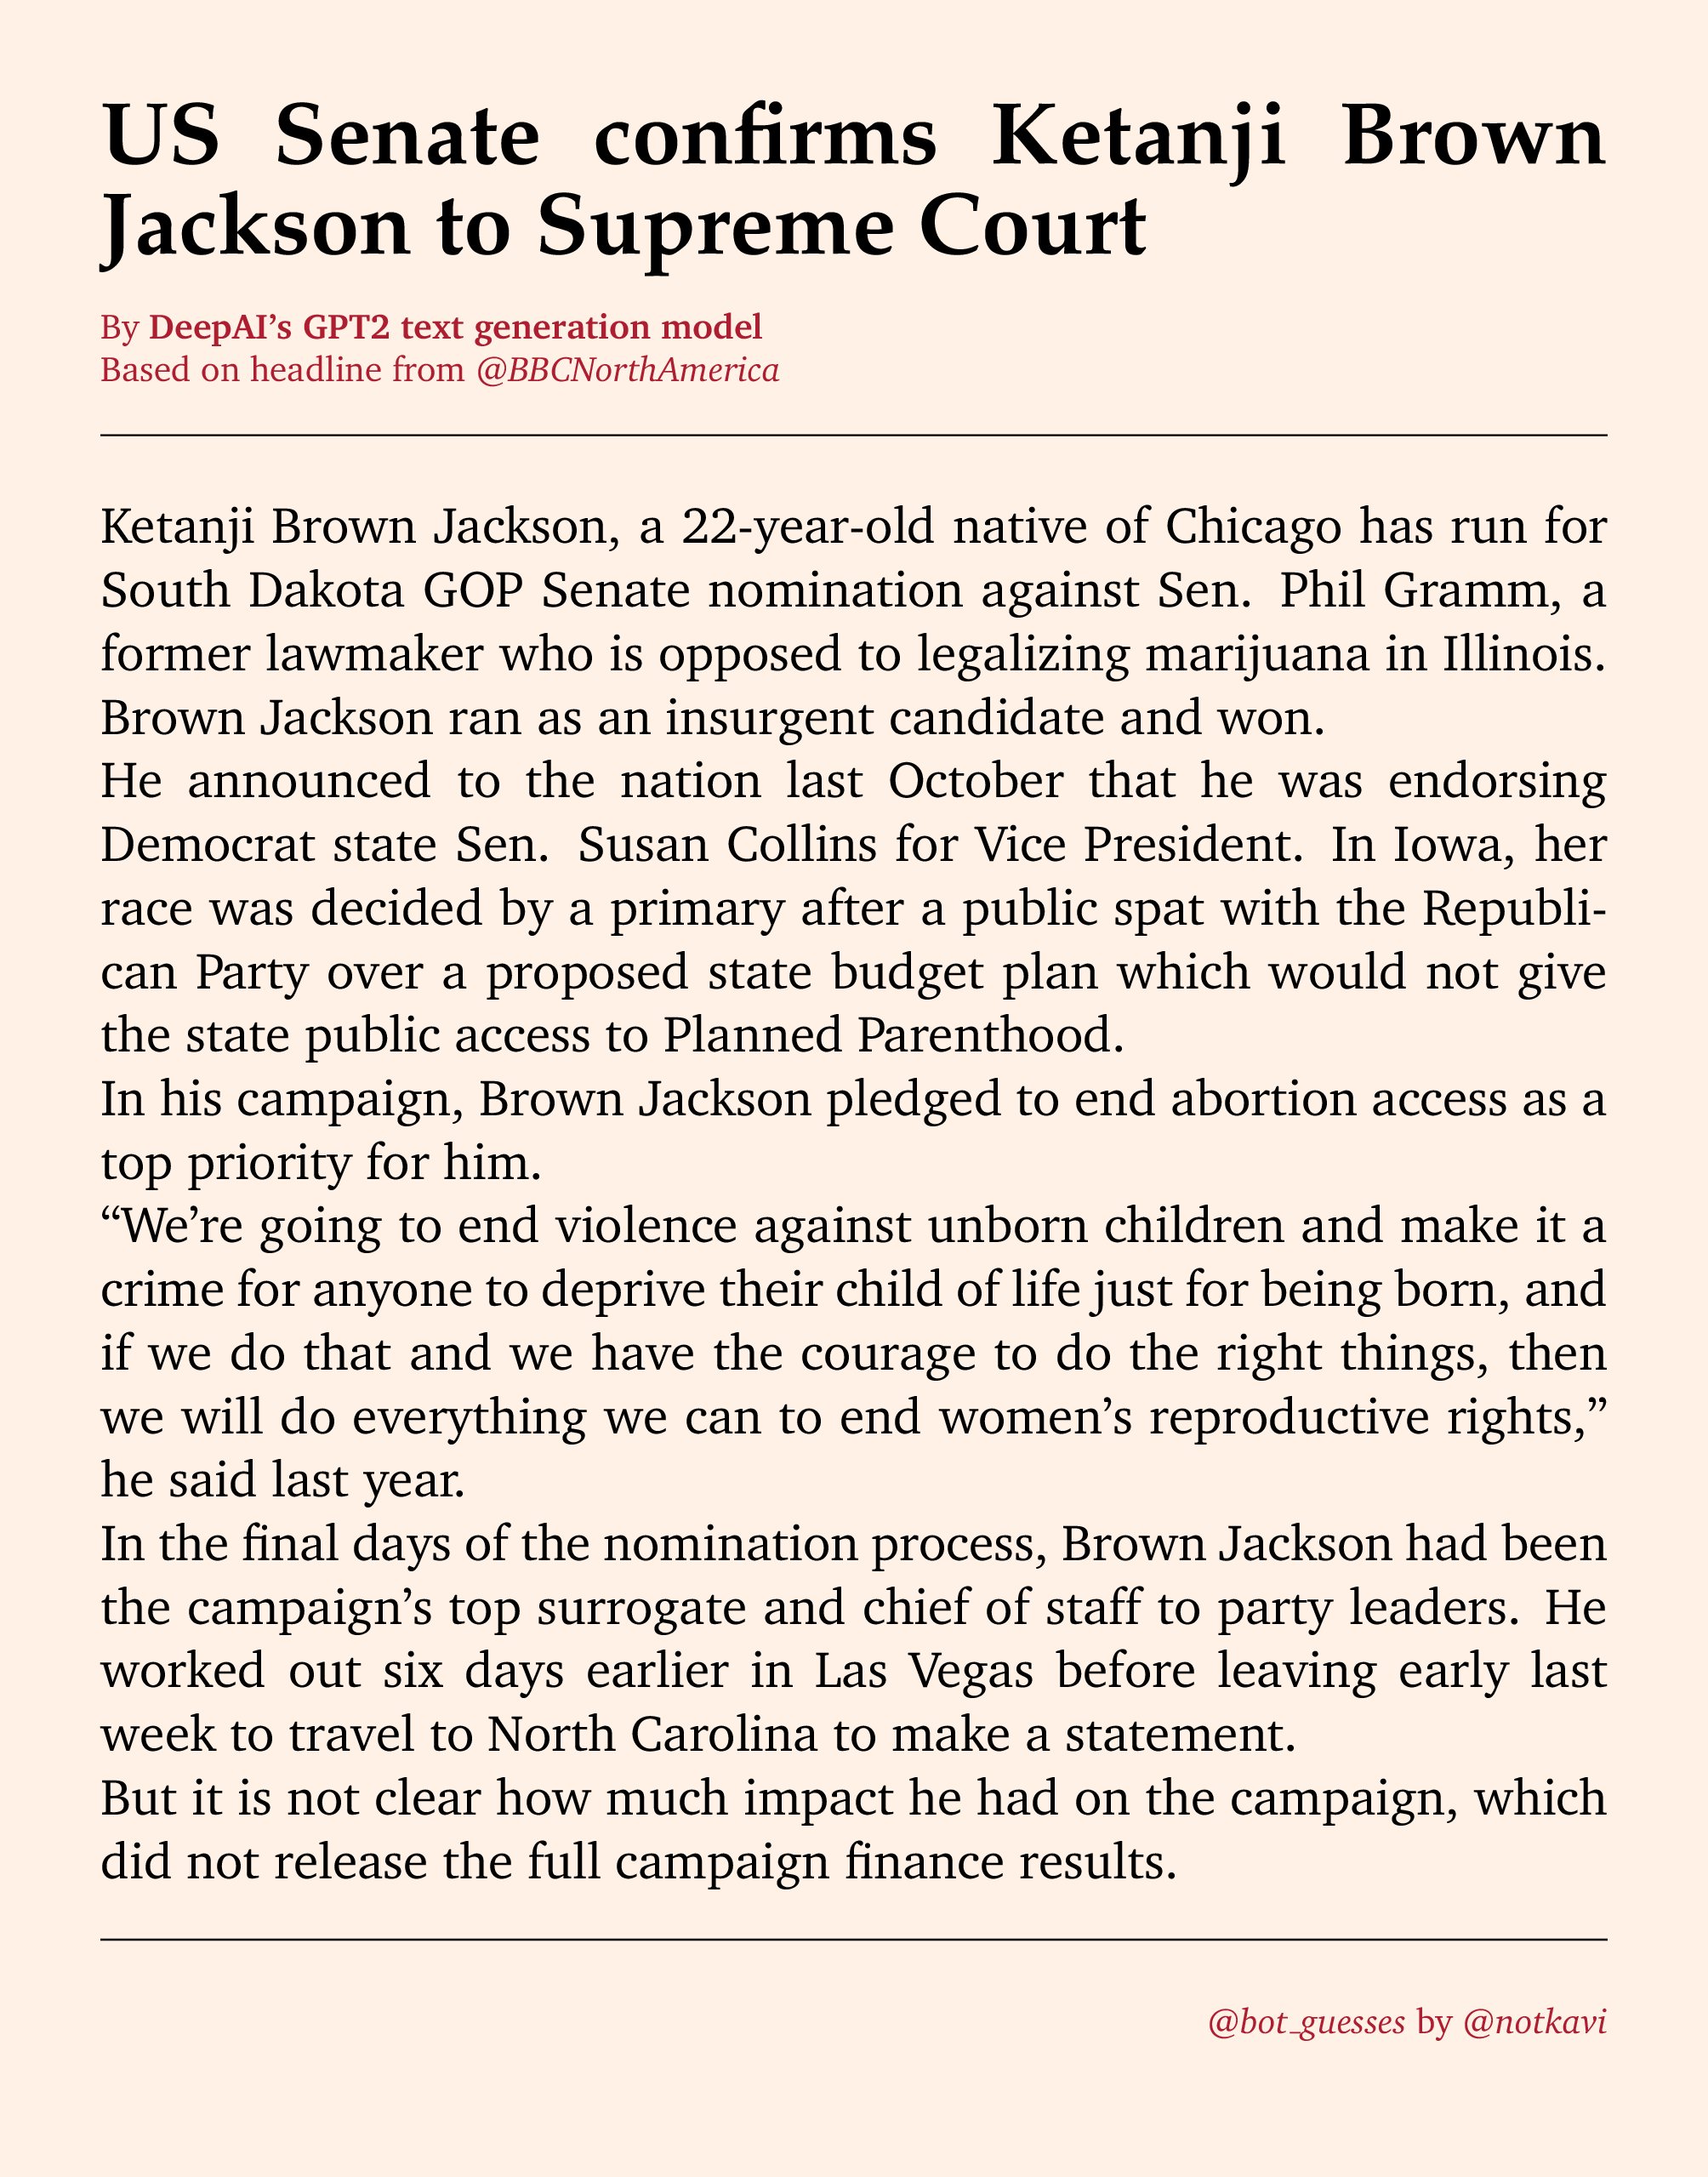 US Senate confirms Ketanji Brown
Jackson to Supreme Court
By DeepAI’s GPT2 text generation model
Based on headline from @BBCNorthAmerica
Ketanji Brown Jackson, a 22-year-old native of Chicago has run for
South Dakota GOP Senate nomination against Sen. Phil Gramm, a
former lawmaker who is opposed to legalizing marijuana in Illinois.
Brown Jackson ran as an insurgent candidate and won.
He announced to the nation last October that he was endorsing
Democrat state Sen. Susan Collins for Vice President. In Iowa, her
race was decided by a primary after a public spat with the Republi-
can Party over a proposed state budget plan which would not give
the state public access to Planned Parenthood.
In his campaign, Brown Jackson pledged to end abortion access as a
top priority for him.
“We’re going to end violence against unborn children and make it a
crime for anyone to deprive their child of life just for being born, and
if we do that and we have the courage to do the right things, then
we will do everything we can to end women’s reproductive rights,”
he said last year.
In the final days of the nomination process, Brown Jackson had been
the campaign’s top surrogate and chief of staff to party leaders. He
worked out six days earlier in Las Vegas before leaving early last
week to travel to North Carolina to make a statement.
But it is not clear how much impact he had on the campaign, which
did not release the full campaign finance results.
@bot_guesses by @notkavi